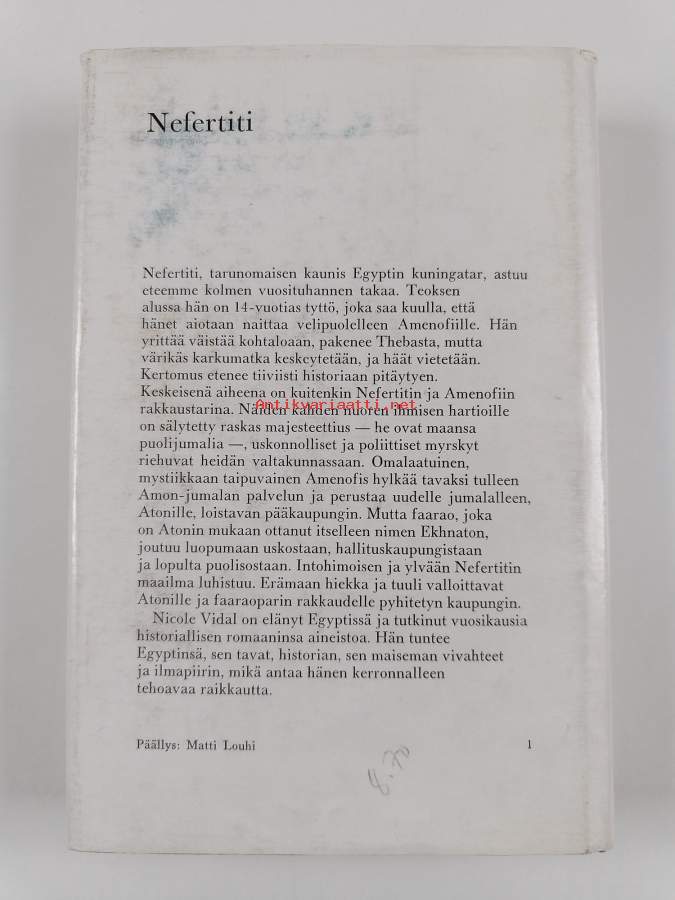 Nefertiti
Nefertiti, tarunomaisen kaunis Egyptin kuningatar, astuu
eteemme kolmen vuosituhannen takaa. Teoksen
alussa hän on 14-vuotias tyttö, joka saa kuulla, että
hänet aiotaan naittaa velipuolelleen Amenofiille. Hän
yrittää väistää kohtaloaan, pakenee Thebasta, mutta
värikäs karkumatka keskeytetään, ja häät vietetään.
Kertomus etenee tiiviisti historiaan pitäytyen.
Keskeisenä aiheena on kuitenkin Nefertitin ja Amenofiin
rakkaustarina. Näiden kahden nuoren ihmisen hartioille
Antikvariaatti.net
on sälytetty raskas majesteettius — he ovat maansa
puolijumalia —, uskonnolliset ja poliittiset myrskyt
riehuvat heidän valtakunnassaan. Omalaatuinen,
mystiikkaan taipuvainen Amenofis hylkää tavaksi tulleen
Amon-jumalan palvelun ja perustaa uudelle jumalalleen,
Atonille, loistavan pääkaupungin. Mutta faarao, joka
on Atonin mukaan ottanut itselleen nimen Ekhnaton,
joutuu luopumaan uskostaan, hallituskaupungistaan
ja lopulta puolisostaan. Intohimoisen ja ylvään Nefertitin
maailma luhistuu. Erämaan hiekka ja tuuli valloittavat
Atonille ja faaraoparin rakkaudelle pyhitetyn kaupungin.
Nicole Vidal on elänyt Egyptissä ja tutkinut vuosikausia
historiallisen romaaninsa aineistoa. Hän tuntee
Egyptinsä, sen tavat, historian, sen maiseman vivahteet
ja ilmapiirin, mikä antaa hänen kerronnalleen
tehoavaa raikkautta.
Päällys: Matti Louhi 1